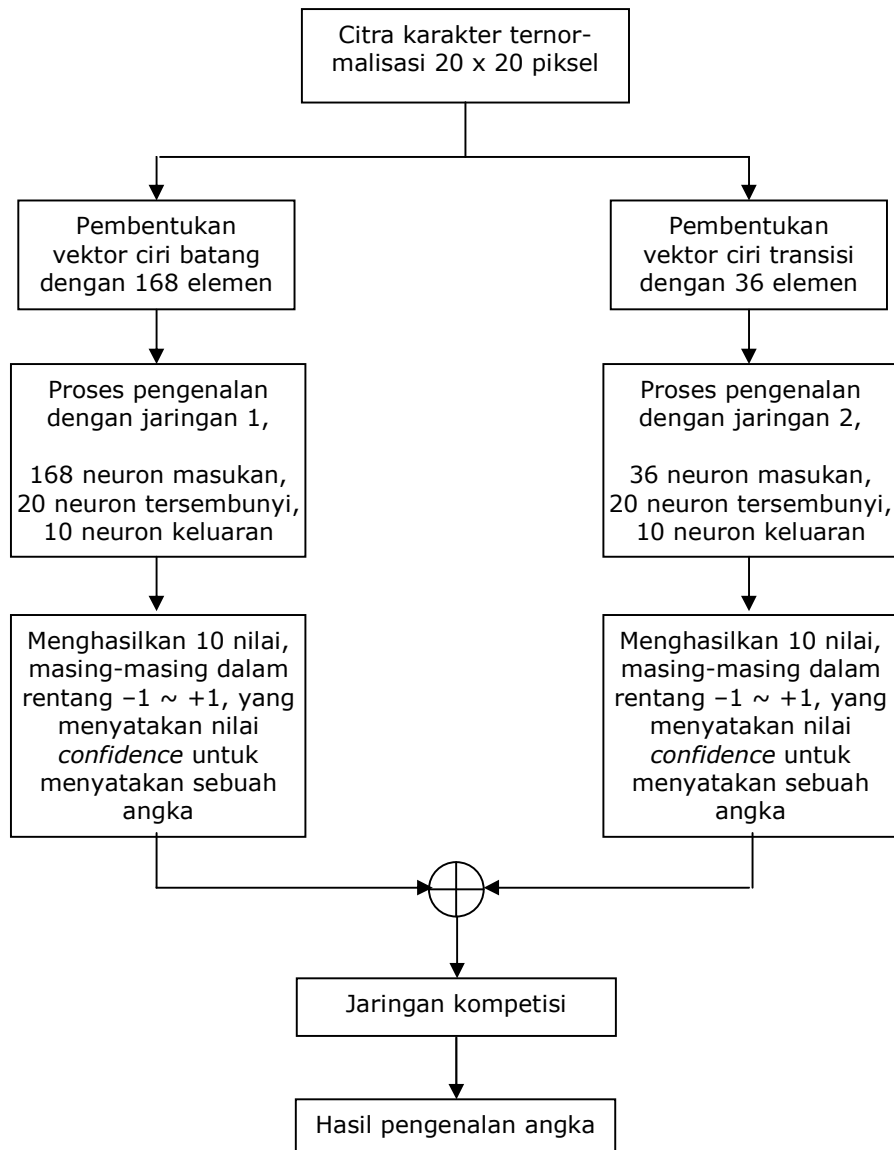 Citra karakter ternor-
malisasi 20 x 20 piksel
Pembentukan
vektor ciri batang
dengan 168 elemen
Pembentukan
vektor ciri transisi
dengan 36 elemen
Proses pengenalan
dengan jaringan 1,
168 neuron masukan,
20 neuron tersembunyi,
10 neuron keluaran
Proses pengenalan
dengan jaringan 2,
36 neuron masukan,
20 neuron tersembunyi,
10 neuron keluaran
Menghasilkan 10 nilai,
masing-masing dalam
rentang –1 ~ +1, yang
menyatakan nilai
confidence untuk
menyatakan sebuah
angka
Menghasilkan 10 nilai,
masing-masing dalam
rentang –1 ~ +1, yang
menyatakan nilai
confidence untuk
menyatakan sebuah
angka
Jaringan kompetisi
Hasil pengenalan angka